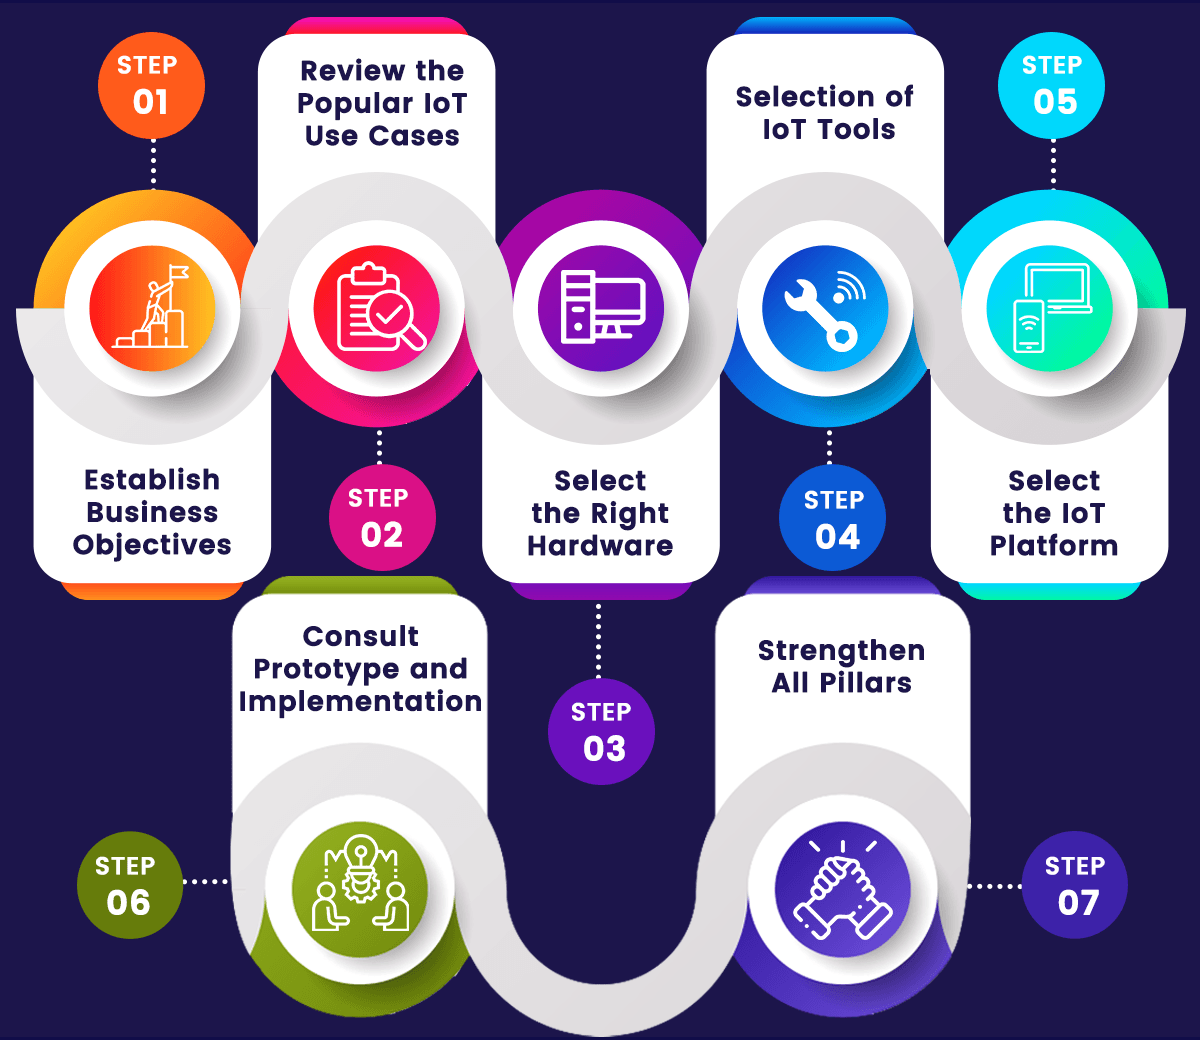 STEP
01
Establish
Business
Objectives
Review the
Popular IoT
Use Cases
STEP
02
Select
the Right
Hardware
STEP
03
Selection of
IoT Tools
STEP
04
STEP
05
Select
the IoT
Platform
Consult
Prototype and
Implementation
STEP
06
Strengthen
All Pillars
STEP
07